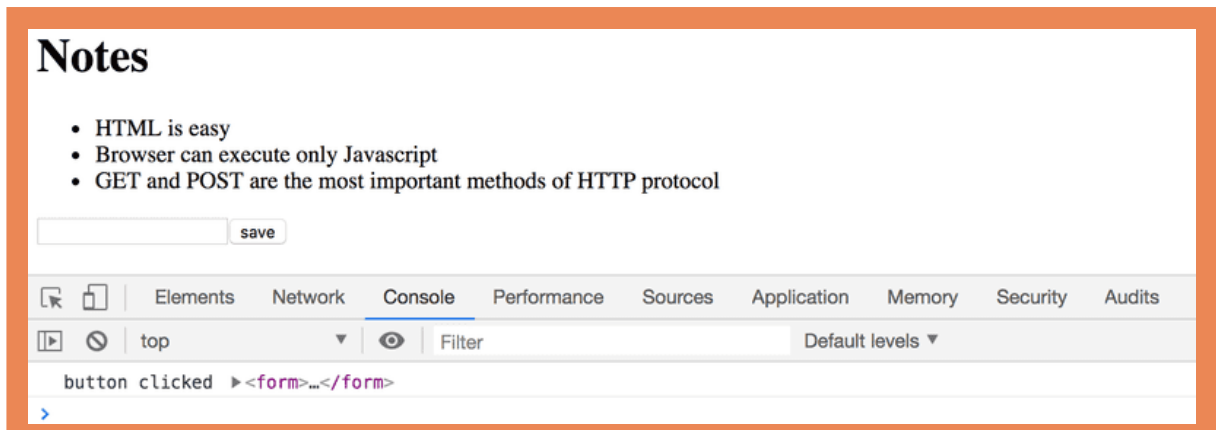 Notes
• HTML is easy
• Browser can execute only Javascript
• GET and POST are the most important methods of HTTP protocol
save
Elements Network Console Performance Sources Application Memory Security Audits
top Filter Default levels
button clicked <form>…</form>